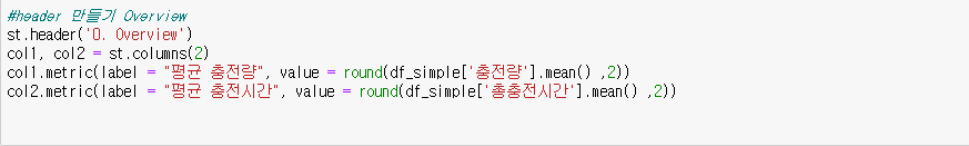 #header 만들기 Overview
st.header('0. Overview')
col1, col2 = st.columns(2)
col1.metric(label = "평균 충전량", value = round(df_simple['충전량'].mean() ,2))
col2.metric(label = "평균 충전시간", value = round(df_simple['총충전시간'].mean() ,2))